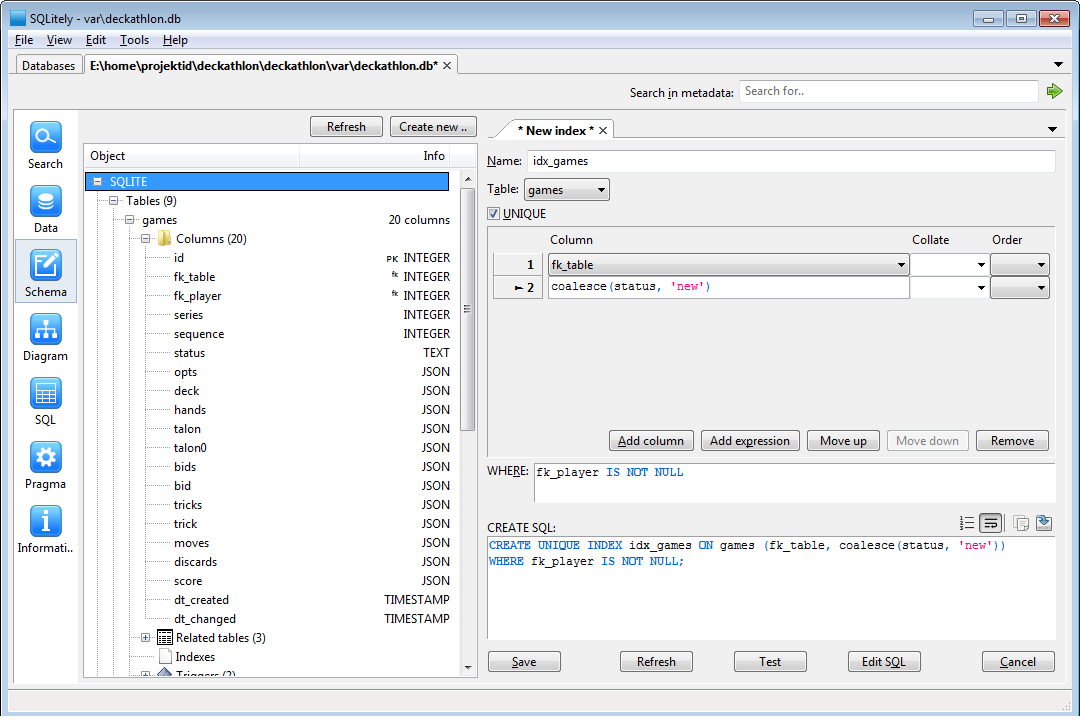 SQLitely - var\deckathlon.db
File View Edit Tools Help
Databases E:\home\projektid\deckathlon\deckathlon\var\deckathlon.db*
Search in metadata: Search for..
Search
Data
Schema
Diagram
SQL
Pragma
Informati..
Refresh Create new ..
Object Info
SQLITE
Tables (9)
games 20 columns
Columns (20)
id PK INTEGER
fk_table fk INTEGER
fk_player fk INTEGER
series INTEGER
sequence INTEGER
status TEXT
opts JSON
deck JSON
hands JSON
talon JSON
talon0 JSON
bids JSON
bid JSON
tricks JSON
trick JSON
moves JSON
discards JSON
score JSON
dt_created TIMESTAMP
dt_changed TIMESTAMP
Related tables (3)
Indexes
Triggers (2)
* New index *
Name: idx_games
Table: games
UNIQUE
Column Collate Order
1 fk_table
2 coalesce(status, 'new')
Add column Add expression Move up Move down Remove
WHERE: fk_player IS NOT NULL
CREATE SQL:
CREATE UNIQUE INDEX idx_games ON games (fk_table, coalesce(status, 'new'))
WHERE fk_player IS NOT NULL;
Save Refresh Test Edit SQL Cancel